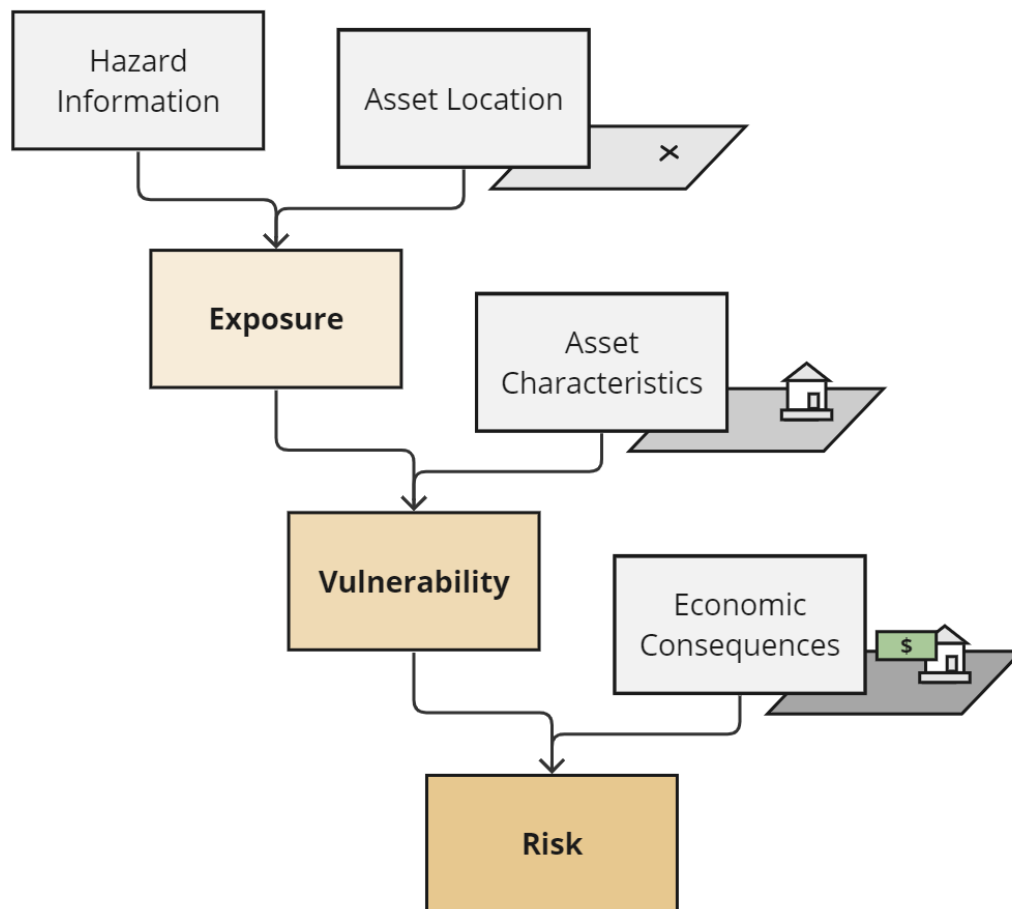 Hazard
Information
Asset Location
Exposure
Asset
Characteristics
Vulnerability
Economic
Consequences
$
Risk